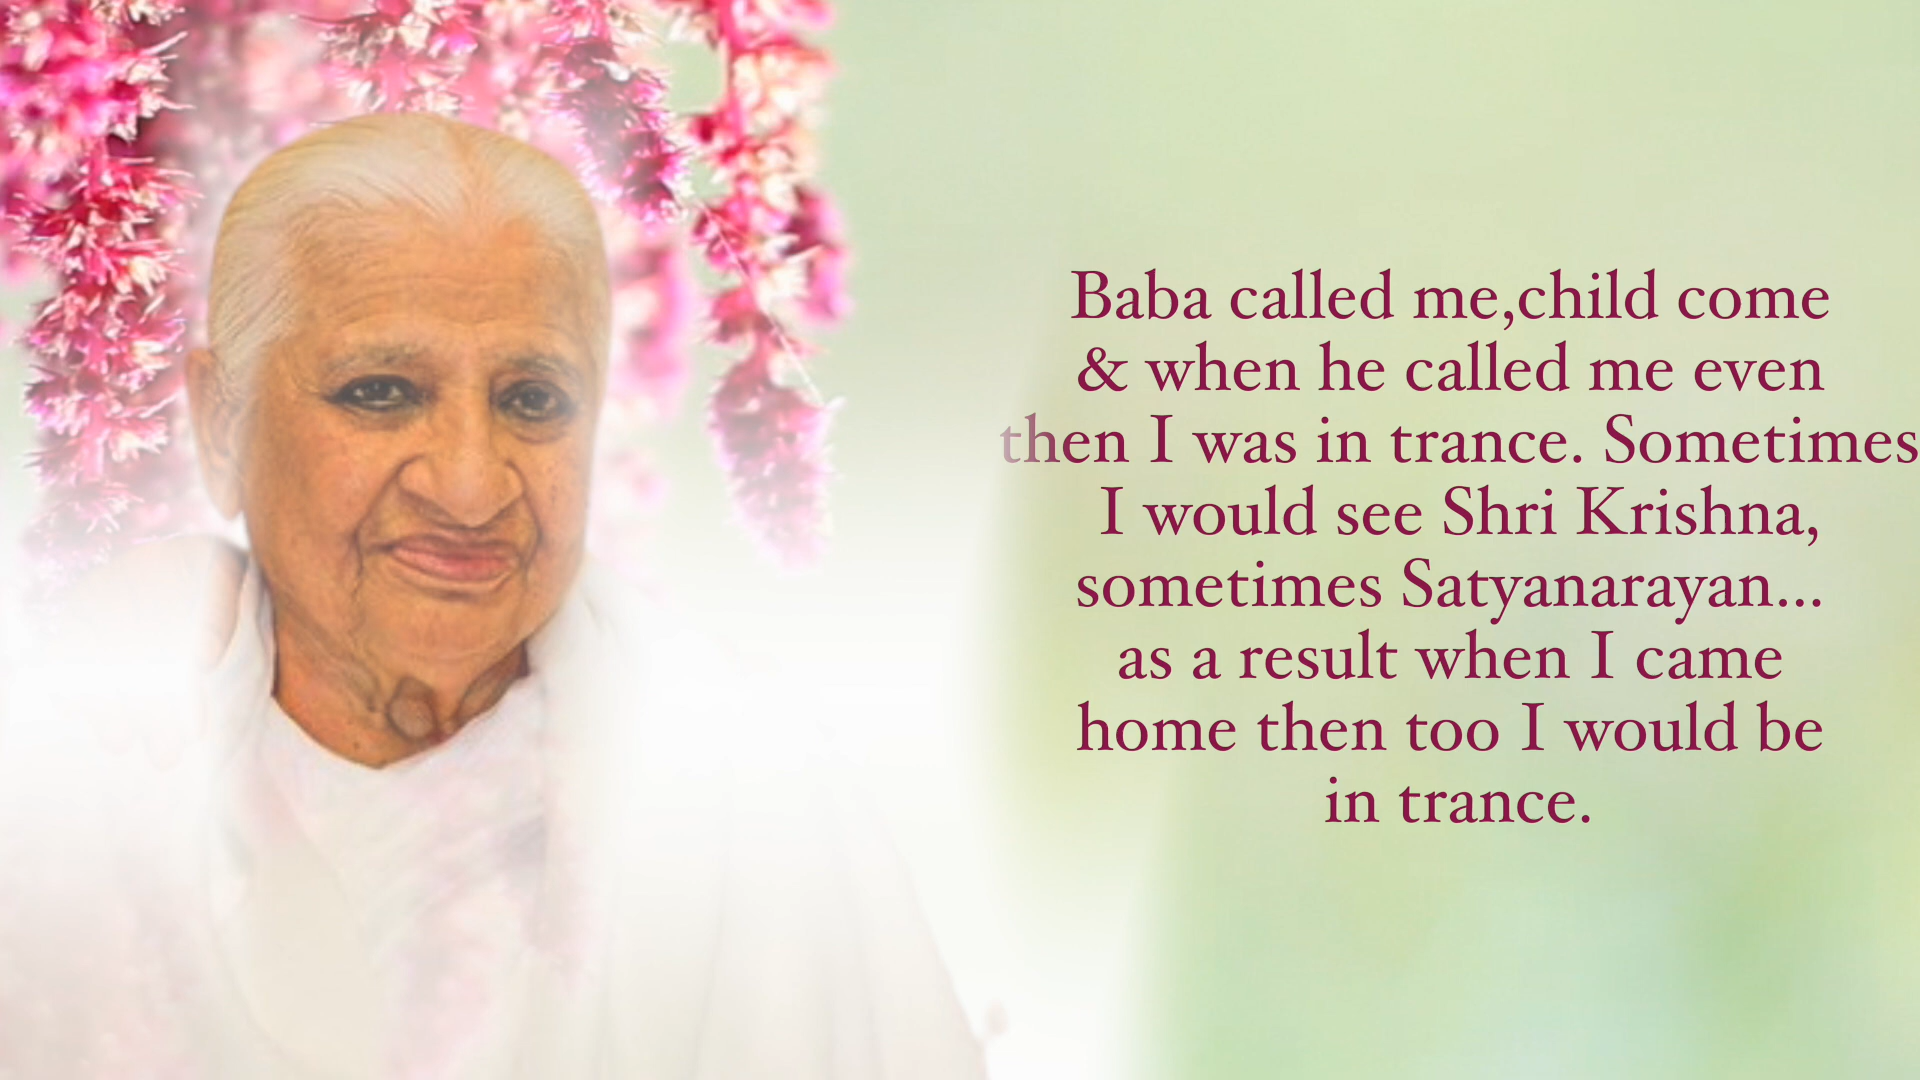 Baba called me,child come
& when he called me even
then I was in trance. Sometimes
I would see Shri Krishna,
sometimes Satyanarayan...
as a result when I came
home then too I would be
in trance.